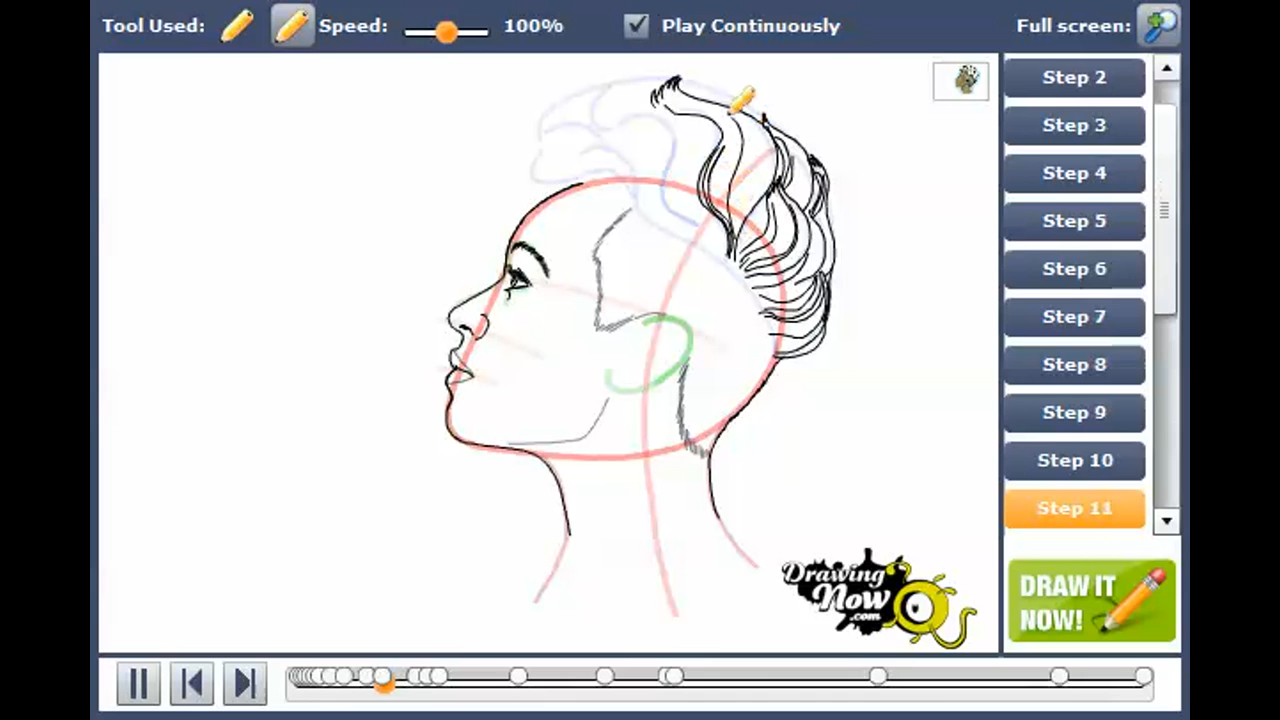 Tool Used:
Speed:
100%
Play Continuously
Full screen:
Step 2
Step 3
Step 4
Step 5
Step 6
Step 7
Step 8
Step 9
Step 10
Step 11
Drawing
Now
.com
DRAW IT
NOW!